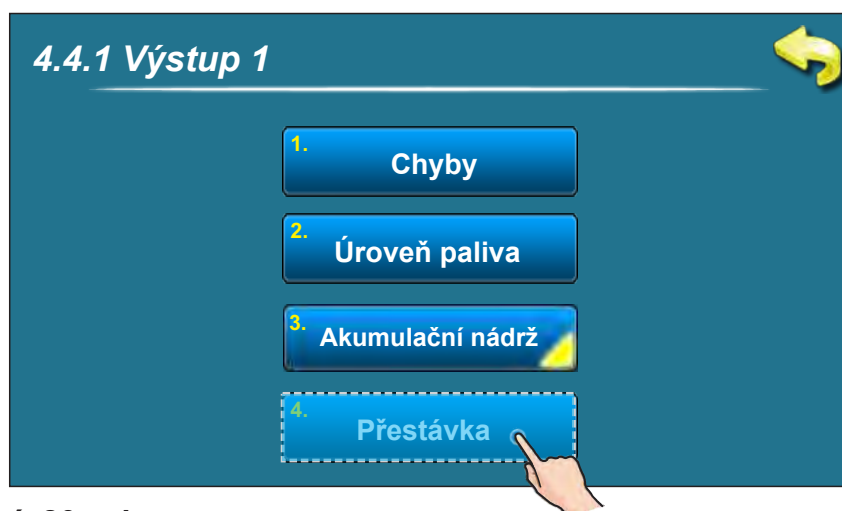 4.4.1 Výstup 1
1.
Chyby
2.
Úroveň paliva
3.
Akumulační nádrž
4.
Přestávka